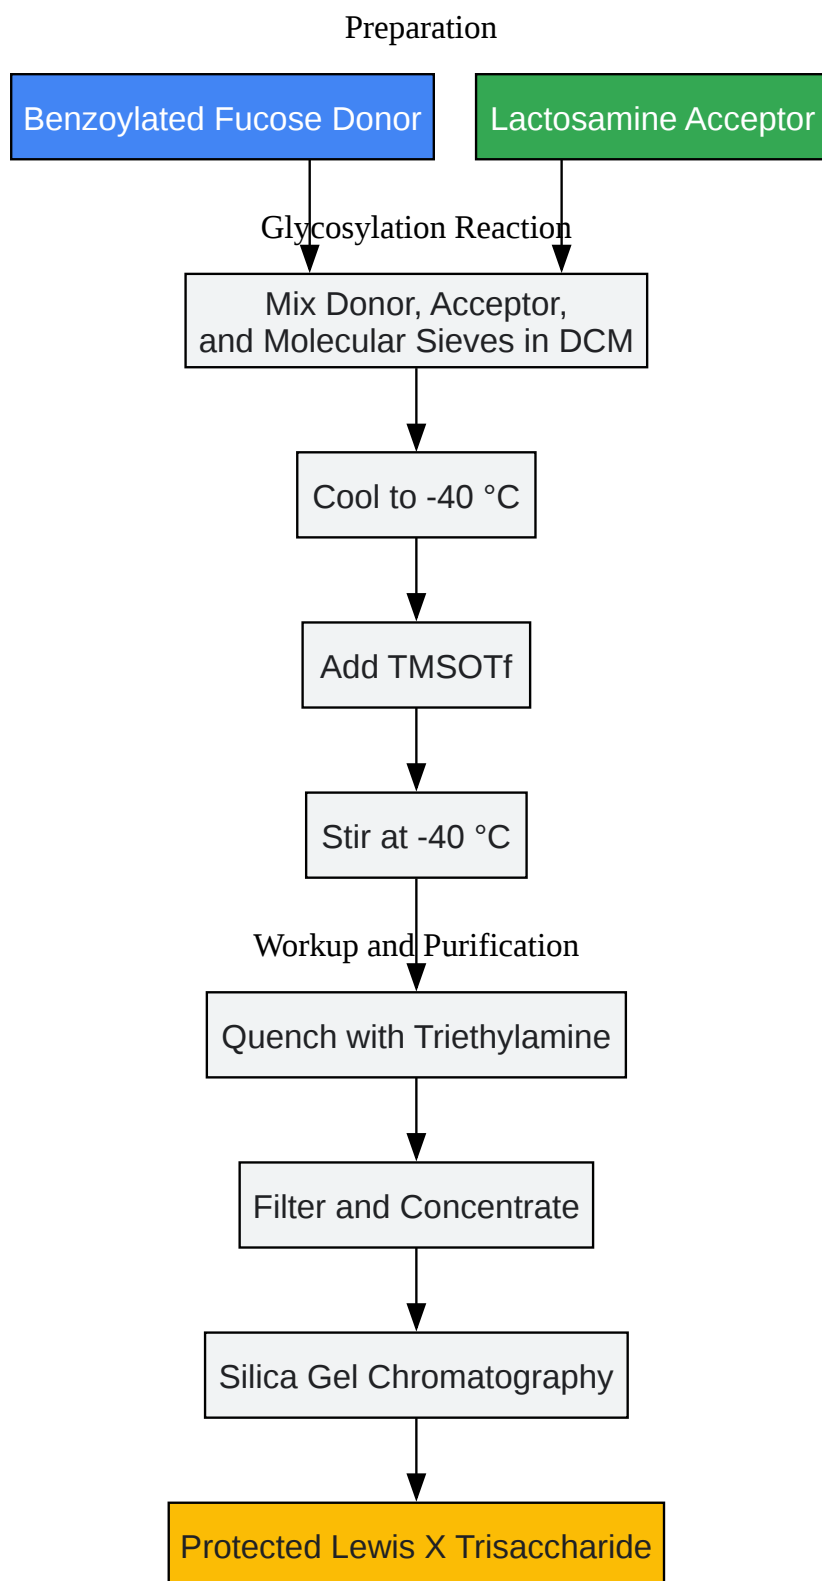 Preparation
Benzoylated Fucose Donor
Lactosamine Acceptor
Glycosylation Reaction
Mix Donor, Acceptor,
and Molecular Sieves in DCM
Cool to -40 °C
Add TMSOTf
Stir at -40 °C
Workup and Purification
Quench with Triethylamine
Filter and Concentrate
Silica Gel Chromatography
Protected Lewis X Trisaccharide